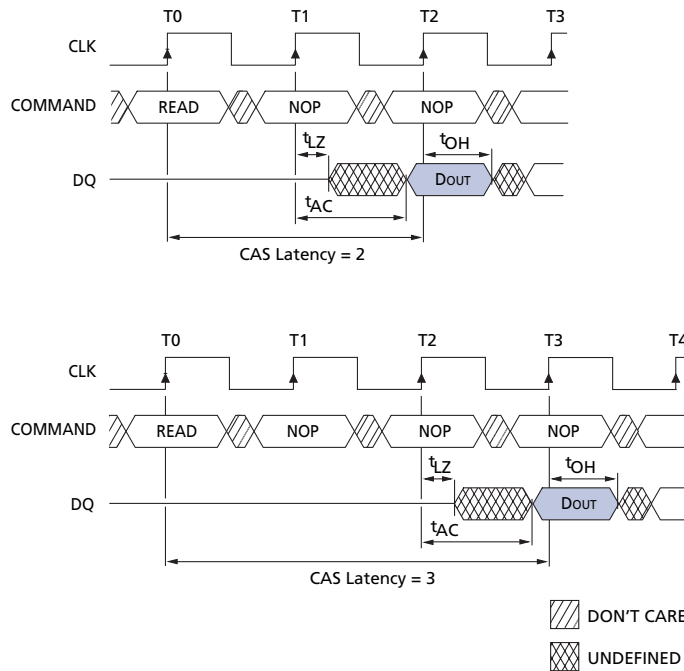 T0 T1 T2 T3
CLK
COMMAND READ NOP NOP
tLZ tOH
DQ DOUT
tAC
CAS Latency = 2
T0 T1 T2 T3 T4
CLK
COMMAND READ NOP NOP NOP
tLZ tOH
DQ DOUT
tAC
CAS Latency = 3
DON'T CARE
UNDEFINED